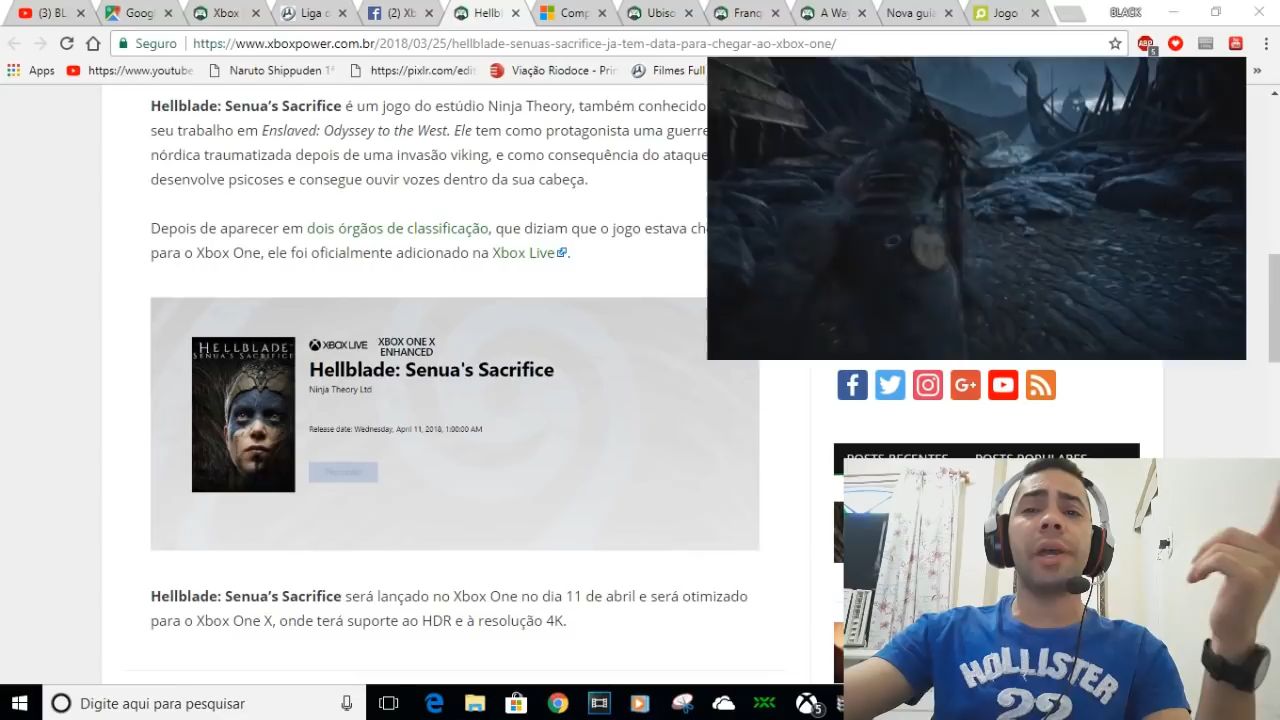 (3) BL
Goog
Xbox
Liga d
(2) Xb
Hellbl
Comp
Ubiso
Franq
A Way
Nova guia
Jogo
BLACK
Seguro
https://www.xboxpower.com.br/2018/03/25/hellblade-senuas-sacrifice-ja-tem-data-para-chegar-ao-xbox-one/
ABP
5
Apps
https://www.youtube
Naruto Shippuden 1ª
https://pixlr.com/edit
Viação Riodoce - Prin
Filmes Full
»
Hellblade: Senua’s Sacrifice é um jogo do estúdio Ninja Theory, também conhecido
seu trabalho em Enslaved: Odyssey to the West. Ele tem como protagonista uma guerre
nórdica traumatizada depois de uma invasão viking, e como consequência do ataque
desenvolve psicoses e consegue ouvir vozes dentro da sua cabeça.
Depois de aparecer em dois órgãos de classificação, que diziam que o jogo estava che
para o Xbox One, ele foi oficialmente adicionado na Xbox Live.
HELLBLADE
SENUA'S SACRIFICE
XBOX LIVE
XBOX ONE X
ENHANCED
Hellblade: Senua's Sacrifice
Ninja Theory Ltd
Release date: Wednesday, April 11, 2018, 1:00:00 AM
G+
POSTS RECENTES
POSTS POPULARES
Hellblade: Senua’s Sacrifice será lançado no Xbox One no dia 11 de abril e será otimizado
para o Xbox One X, onde terá suporte ao HDR e à resolução 4K.
HOLLISTER
22
Digite aqui para pesquisar
5